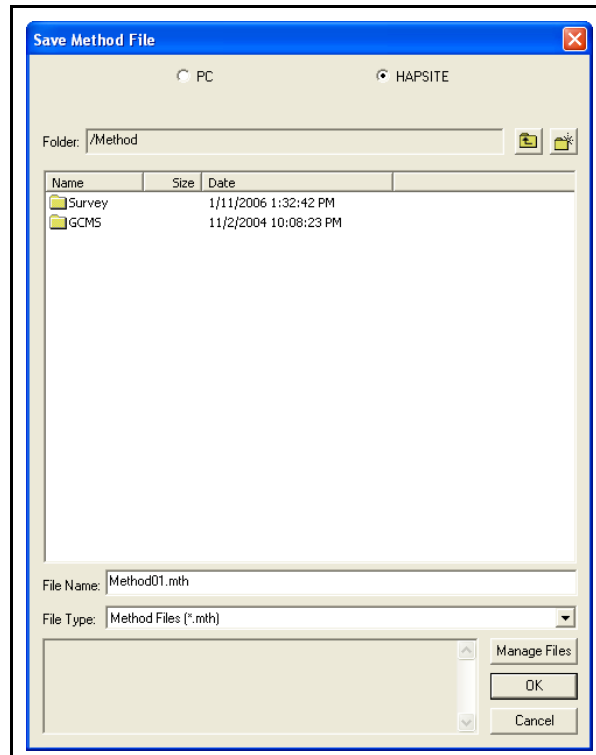 Save Method File
PC HAPSITE
Folder: /Method
Name Size Date
Survey 1/11/2006 1:32:42 PM
GCMS 11/2/2004 10:08:23 PM
File Name: Method01.mth
File Type: Method Files (*.mth)
Manage Files
OK
Cancel